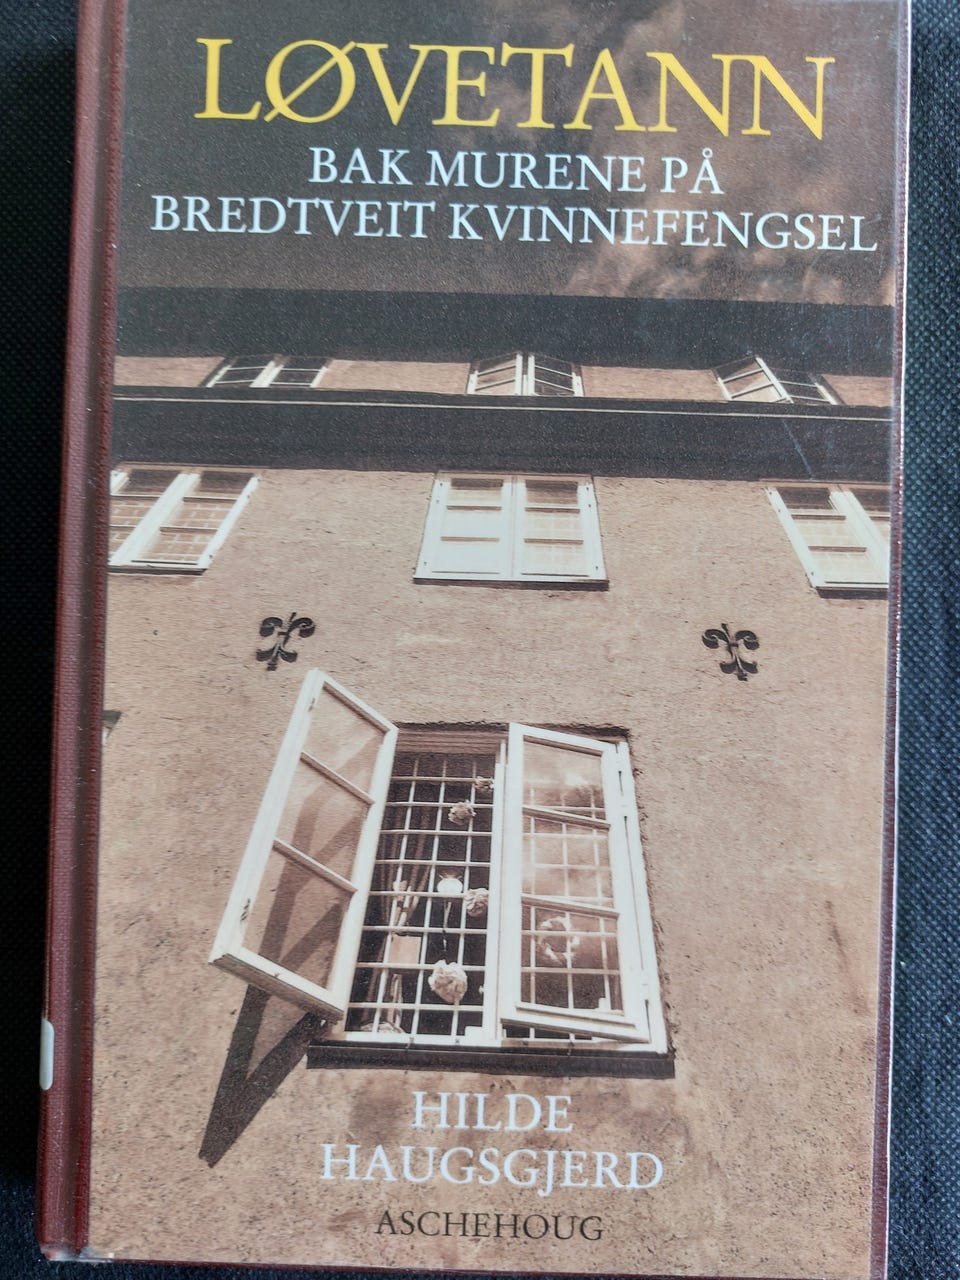 LØVETANN
BAK MURENE PÅ
BREDTVEIT KVINNEFENGSEL
HILDE
HAUGSGJERD
ASCHEHOUG